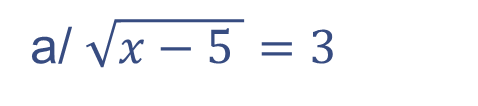 a/ √(x − 5) = 3